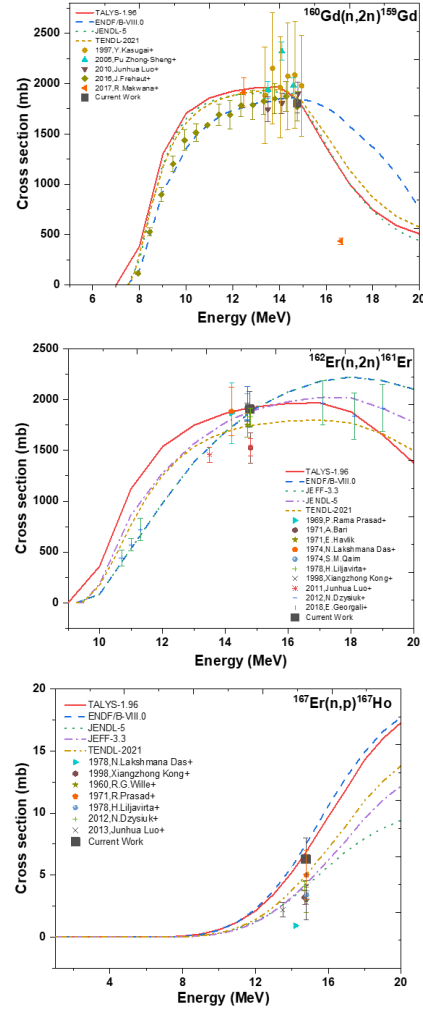 ¹⁶⁰Gd(n,2n)¹⁵⁹Gd
TALYS-1.96
ENDF/B-VIII.0
JENDL-5
TENDL-2021
1997,Y.Kasugai+
2005,Pu Zhong-Sheng+
2010,Junhua Luo+
2016,J.Frehaut+
2017,R.Makwana+
Current Work
Cross section (mb)
2500
2000
1500
1000
500
0
6 8 10 12 14 16 18 20
Energy (MeV)
¹⁶²Er(n,2n)¹⁶¹Er
TALYS-1.96
ENDF/B-VIII.0
JEFF-3.3
JENDL-5
TENDL-2021
1969,P.Rama Prasad+
1971,A.Bari
1971,E.Havlik
1974,N.Lakshmana Das+
1974,S.M.Qaim
1978,H.Liljavirta+
1998,Xiangzhong Kong+
2011,Junhua Luo+
2012,N.Dzysiuk+
2018,E.Georgali+
Current Work
Cross section (mb)
2500
2000
1500
1000
500
0
10 12 14 16 18 20
Energy (MeV)
¹⁶⁷Er(n,p)¹⁶⁷Ho
TALYS-1.96
ENDF/B-VIII.0
JENDL-5
JEFF-3.3
TENDL-2021
1978,N.Lakshmana Das+
1998,Xiangzhong Kong+
1960,R.G.Wille+
1971,R.Prasad+
1978,H.Liljavirta+
2012,N.Dzysiuk+
2013,Junhua Luo+
Current Work
Cross section (mb)
20
15
10
5
0
4 8 12 16 20
Energy (MeV)